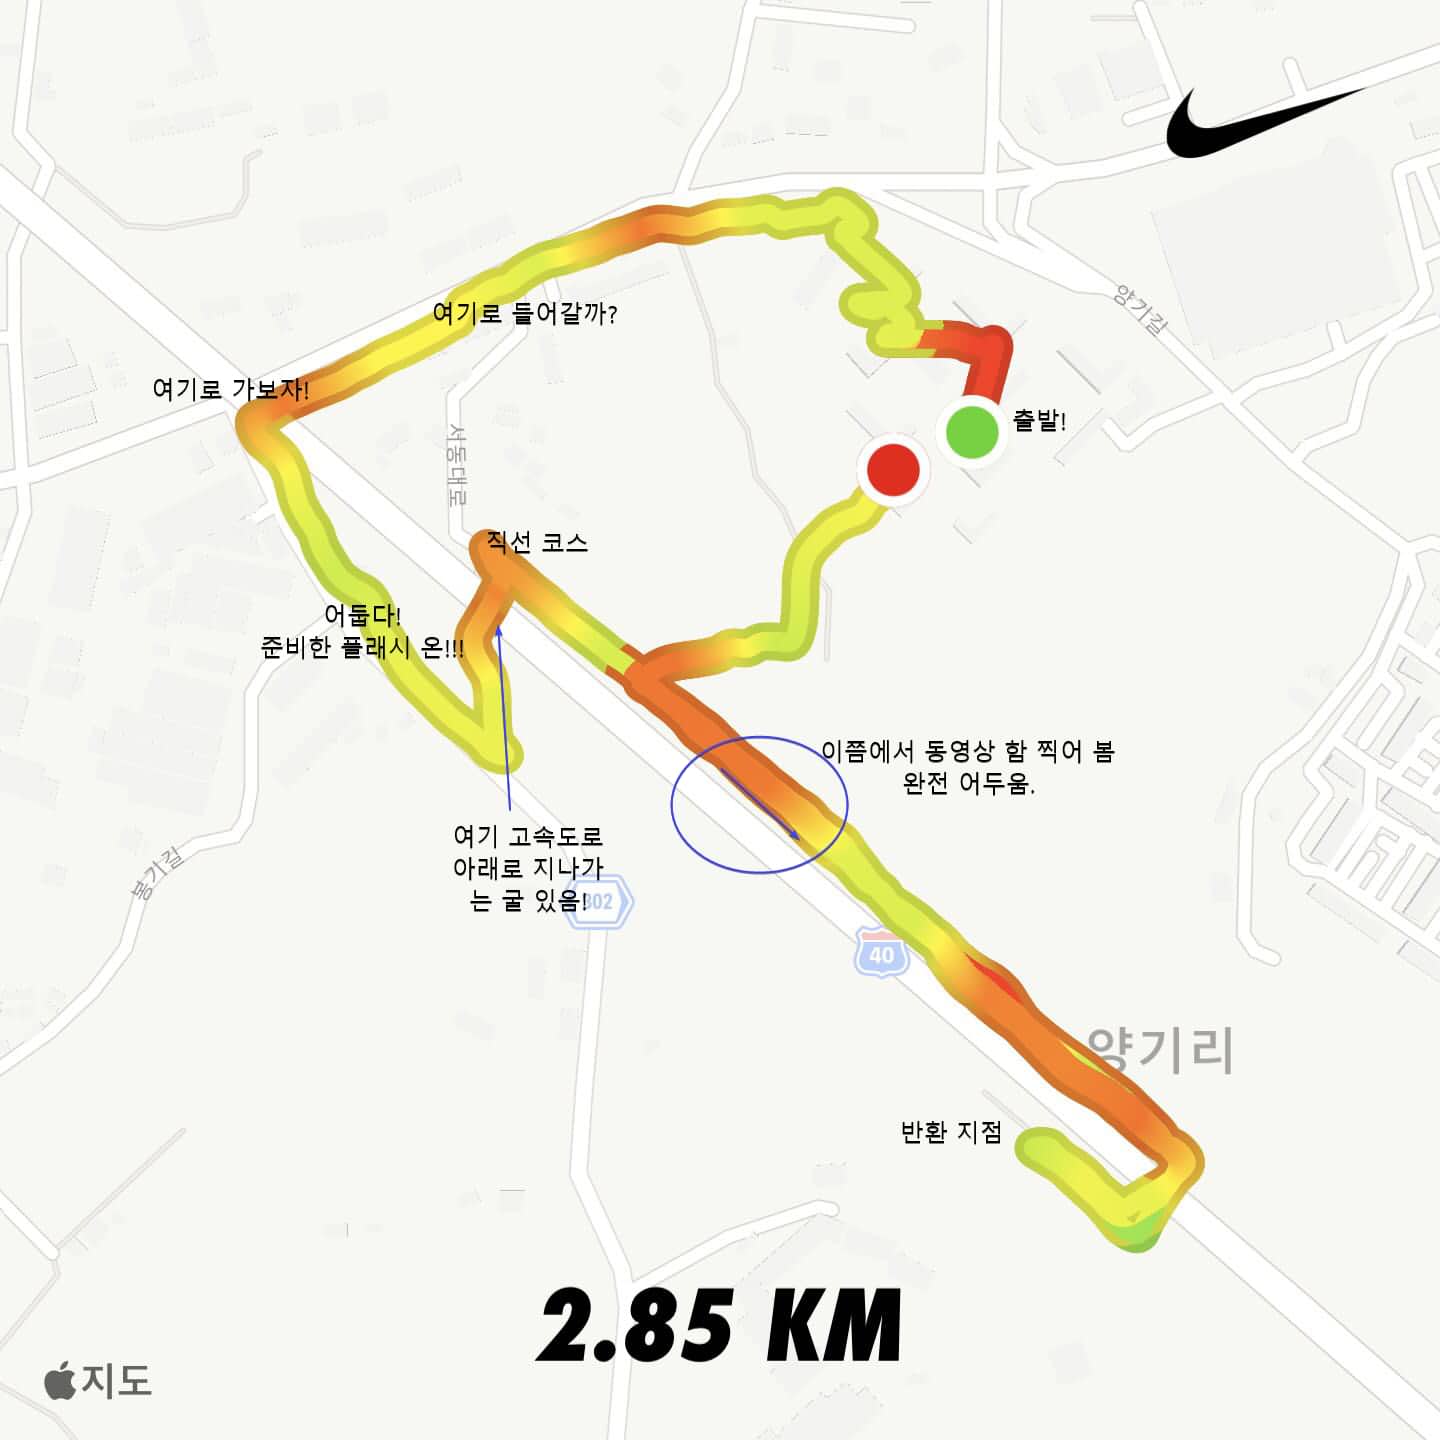 양기길
여기로 들어갈까?
여기로 가보자!
출발!
서동대로
직선 코스
어둡다!
준비한 플래시 온!!!
이쯤에서 동영상 함 찍어 봄
완전 어두움.
여기 고속도로
아래로 지나가
는 굴 있음!
302
봉기길
40
양기리
반환 지점
2.85 KM
지도